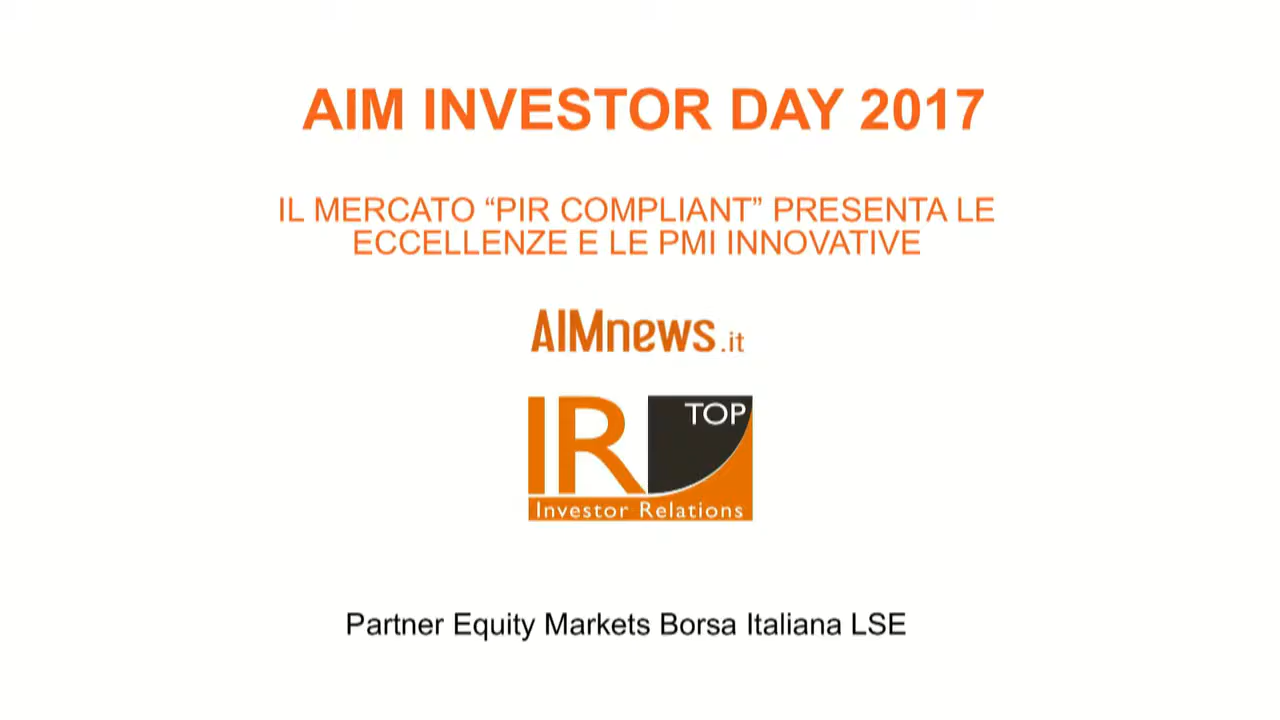 AIM INVESTOR DAY 2017
IL MERCATO “PIR COMPLIANT” PRESENTA LE
ECCELLENZE E LE PMI INNOVATIVE
AIMnews.it
IR TOP
Investor Relations
Partner Equity Markets Borsa Italiana LSE